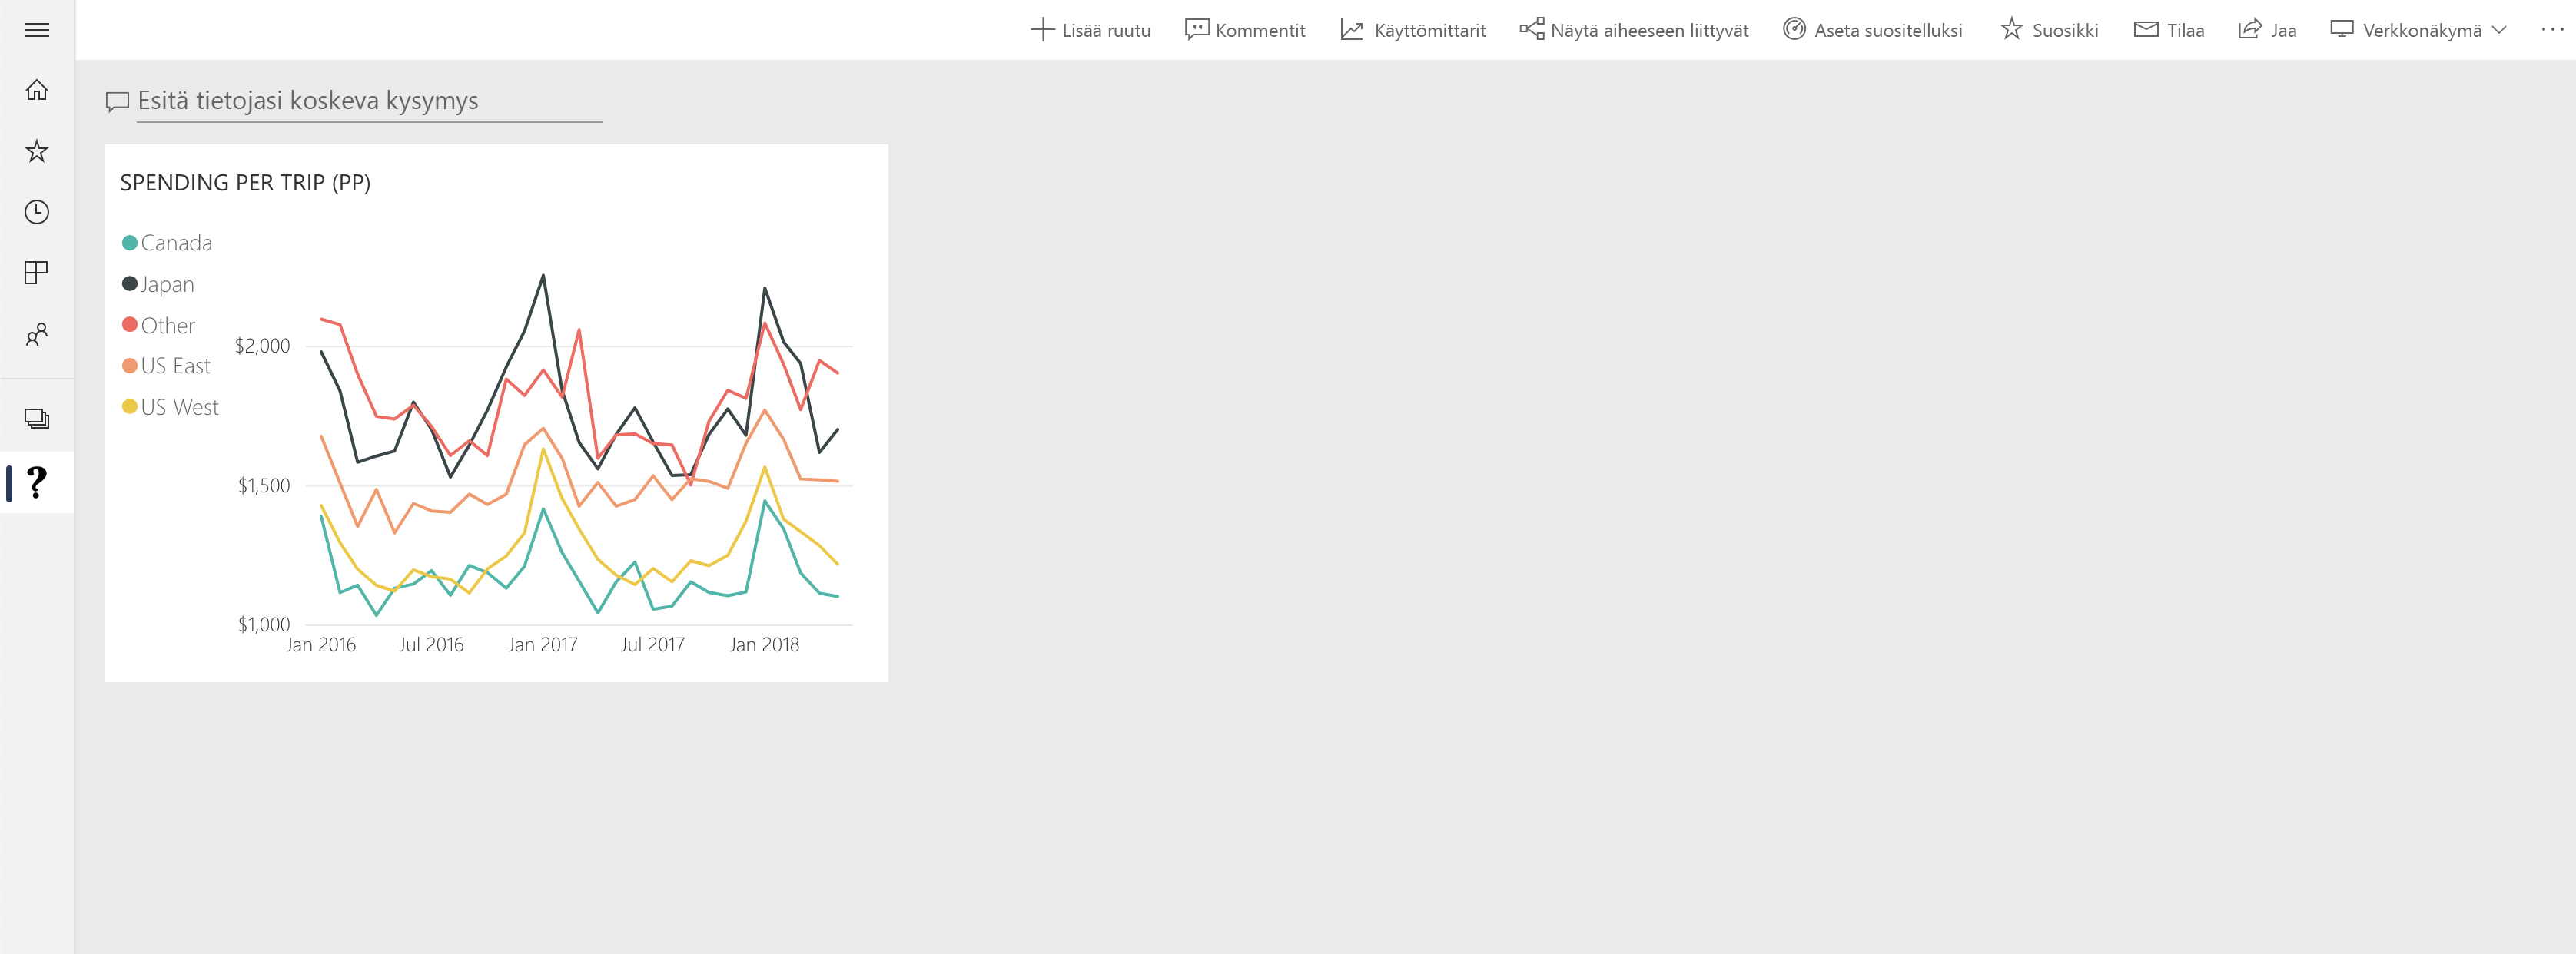 Lisää ruutu Kommentit Käyttömittarit Näytä aiheeseen liittyvät Aseta suositelluksi Suosikki Tilaa Jaa Verkkonäkymä ...
Esitä tietojasi koskeva kysymys
?
SPENDING PER TRIP (PP)
Canada
Japan
Other
US East
US West
$2,000
$1,500
$1,000
Jan 2016 Jul 2016 Jan 2017 Jul 2017 Jan 2018